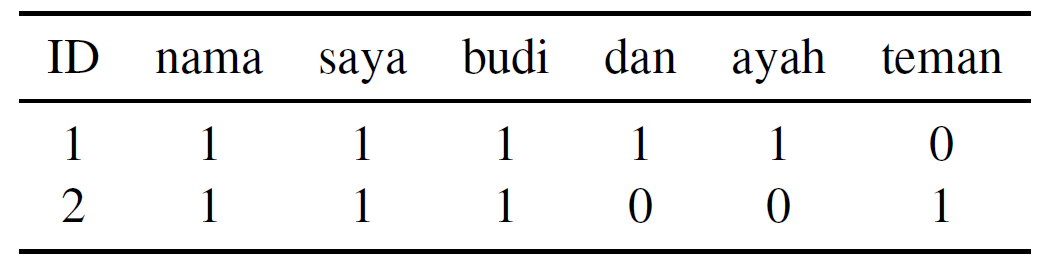 ID nama saya budi dan ayah teman
1 1 1 1 1 1 0
2 1 1 1 0 0 1